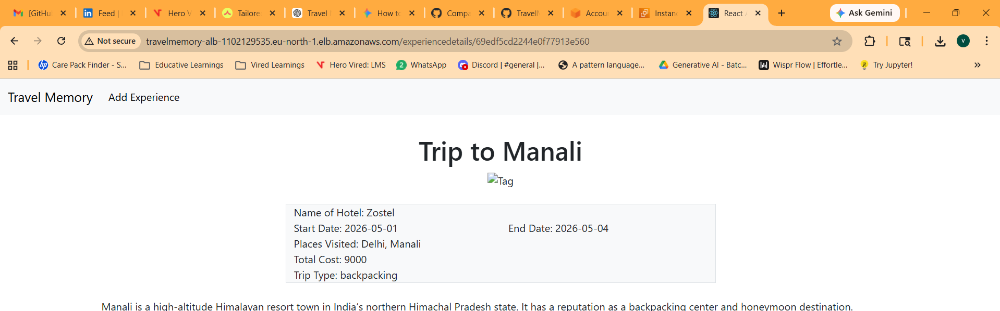 [GitHu
Feed |
Hero V
Tailore
Travel
How to
Compa
TravelM
Accou
Instanc
React A
Ask Gemini
Not secure
travelmemory-alb-1102129535.eu-north-1.elb.amazonaws.com/experiencedetails/69edf5cd2244e0f77913e560
V
hp
Care Pack Finder - S...
Educative Learnings
Vired Learnings
Hero Vired: LMS
2
WhatsApp
Discord | #general |...
A pattern language...
Generative AI - Batc...
Wispr Flow | Effortle...
Try Jupyter!
Travel Memory
Add Experience
Trip to Manali
Tag
Name of Hotel: Zostel
Start Date: 2026-05-01
End Date: 2026-05-04
Places Visited: Delhi, Manali
Total Cost: 9000
Trip Type: backpacking
Manali is a high-altitude Himalayan resort town in India’s northern Himachal Pradesh state. It has a reputation as a backpacking center and honeymoon destination.